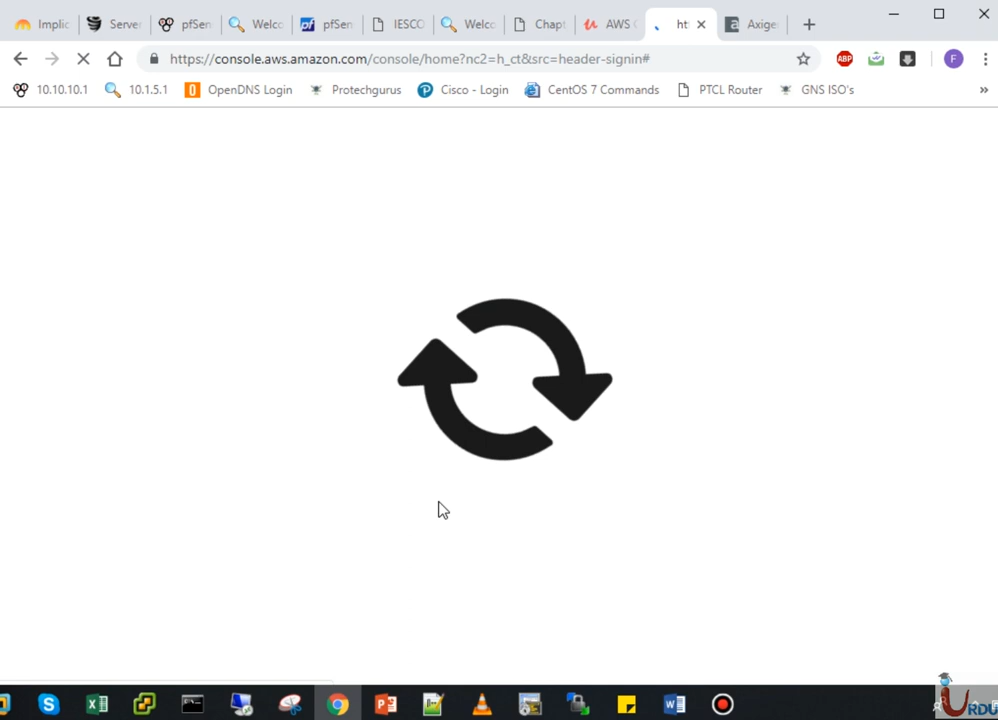 Implic Server pfSen Welco pfSen IESCO Welco Chapt AWS ht Axige
https://console.aws.amazon.com/console/home?nc2=h_ct&src=header-signin# ABP F
10.10.10.1 10.1.5.1 OpenDNS Login Protechgurus Cisco - Login CentOS 7 Commands PTCL Router GNS ISO's »
URDU